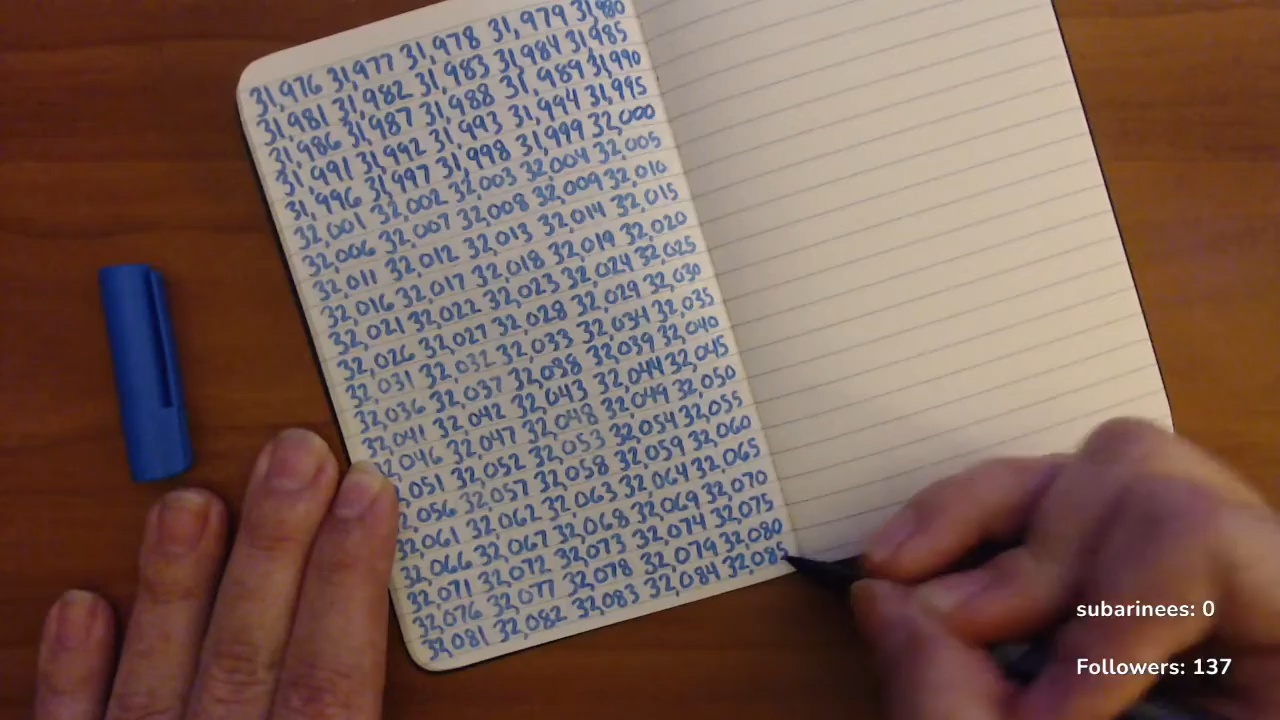 31,976 31,977 31,978 31,979 31,980
31,981 31,982 31,983 31,984 31,985
31,986 31,987 31,988 31,989 31,990
31,991 31,992 31,993 31,994 31,995
31,996 31,997 31,998 31,999 32,000
32,001 32,002 32,003 32,004 32,005
32,006 32,007 32,008 32,009 32,010
32,011 32,012 32,013 32,014 32,015
32,016 32,017 32,018 32,019 32,020
32,021 32,022 32,023 32,024 32,025
32,026 32,027 32,028 32,029 32,030
32,031 32,032 32,033 32,034 32,035
32,036 32,037 32,038 32,039 32,040
32,041 32,042 32,043 32,044 32,045
32,046 32,047 32,048 32,049 32,050
,051 32,052 32,053 32,054 32,055
,056 32,057 32,058 32,059 32,060
32,061 32,062 32,063 32,064 32,065
32,066 32,067 32,068 32,069 32,070
32,071 32,072 32,073 32,074 32,075
32,076 32,077 32,078 32,079 32,080
32,081 32,082 32,083 32,084 32,085
subarinees: 0
Followers: 137